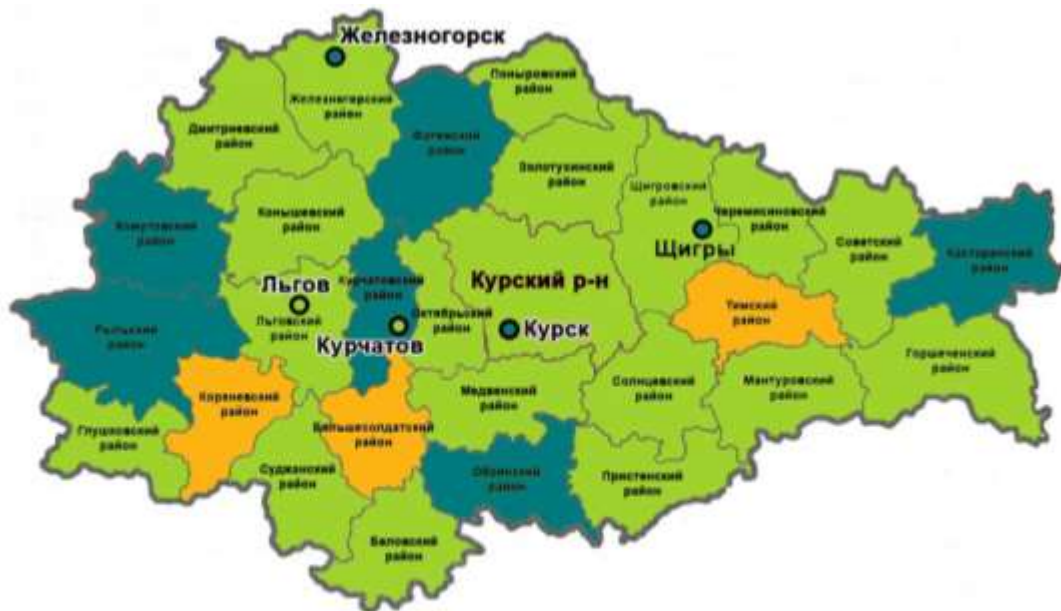 Железногорск
Поныровский
район
Железногорский
район
Фатежский
район
Дмитриевский
район
Золотухинский
район
Щигровский
район
Конышевский
район
Хомутовский
район
Черемисиновский
район
Советский
район
Касторенский
район
Щигры
Курский р-н
Курчатовский
район
Льгов
Октябрьский
район
Тимский
район
Льговский
район
Курчатов
Курск
Рыльский
район
Горшеченский
район
Кореневский
район
Медвенский
район
Солнцевский
район
Мантуровский
район
Глушковский
район
Большесолдатский
район
Суджанский
район
Обоянский
район
Пристенский
район
Беловский
район